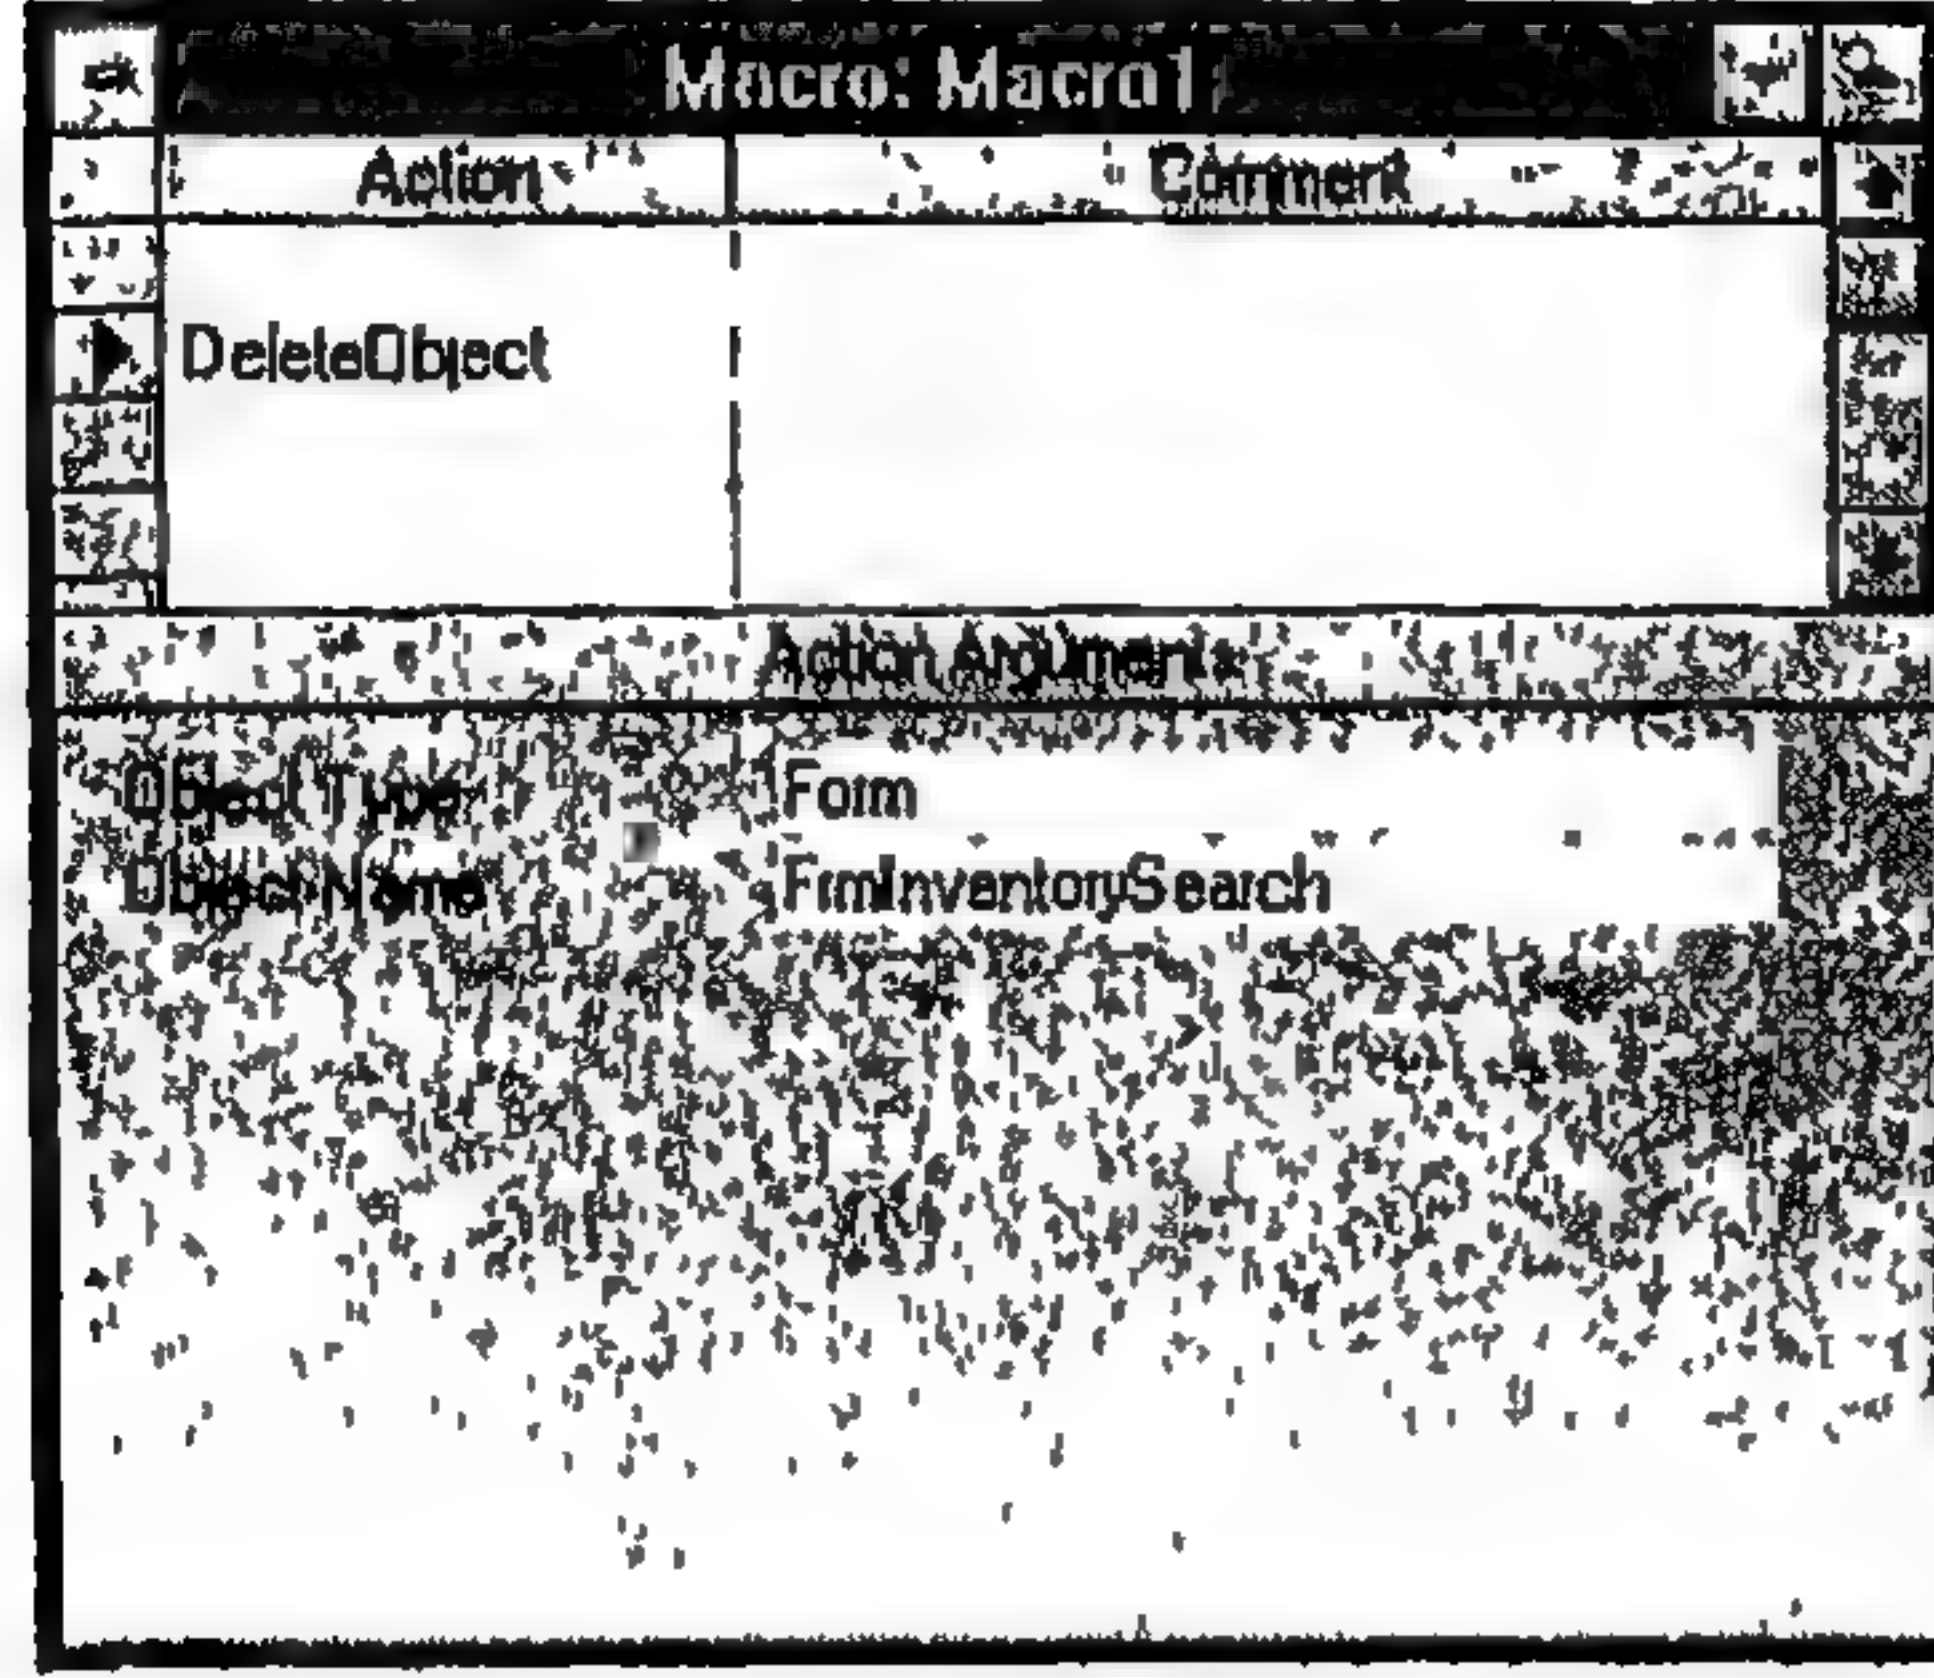 Macro: Macro1
Action Comment
DeleteObject
Action Arguments
Object Type Form
Object Name FrmInventorySearch